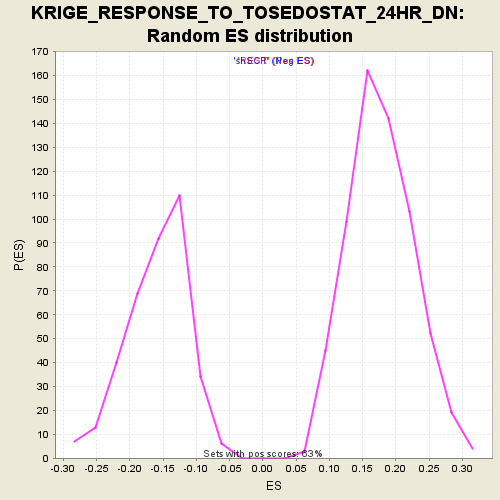 KRIGE_RESPONSE_TO_TOSEDOSTAT_24HR_DN:
Random ES distribution
170
160
150
140
130
120
110
100
90
80
70
60
50
40
30
20
10
0
P(ES)
(Neg ES)
Sets with pos scores: 63%
-0.30 -0.25 -0.20 -0.15 -0.10 -0.05 0.00 0.05 0.10 0.15 0.20 0.25 0.30
ES